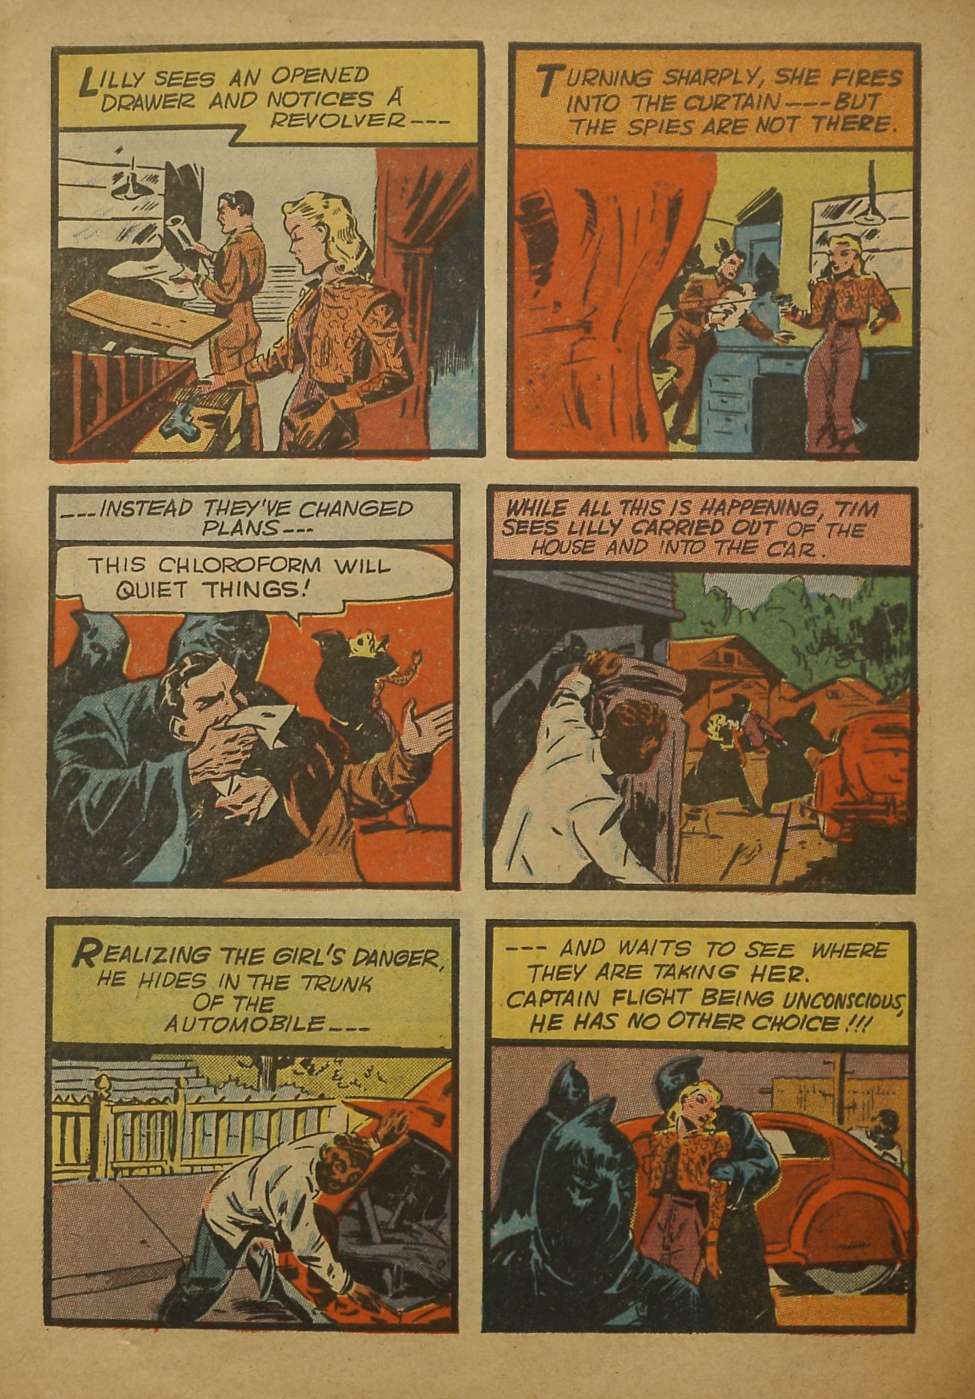 LILLY SEES AN OPENED
DRAWER AND NOTICES A
REVOLVER---
TURNING SHARPLY, SHE FIRES
INTO THE CURTAIN----BUT
THE SPIES ARE NOT THERE.
---INSTEAD THEY'VE CHANGED
PLANS---
THIS CHLOROFORM WILL
QUIET THINGS!
WHILE ALL THIS IS HAPPENING, TIM
SEES LILLY CARRIED OUT OF THE
HOUSE AND INTO THE CAR.
REALIZING THE GIRL'S DANGER,
HE HIDES IN THE TRUNK
OF THE
AUTOMOBILE---
--- AND WAITS TO SEE WHERE
THEY ARE TAKING HER.
CAPTAIN FLIGHT BEING UNCONSCIOUS,
HE HAS NO OTHER CHOICE!!!